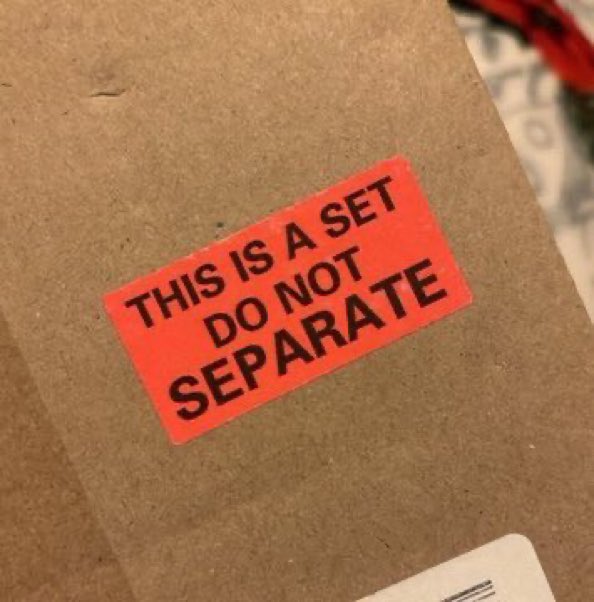 THIS IS A SET
DO NOT
SEPARATE